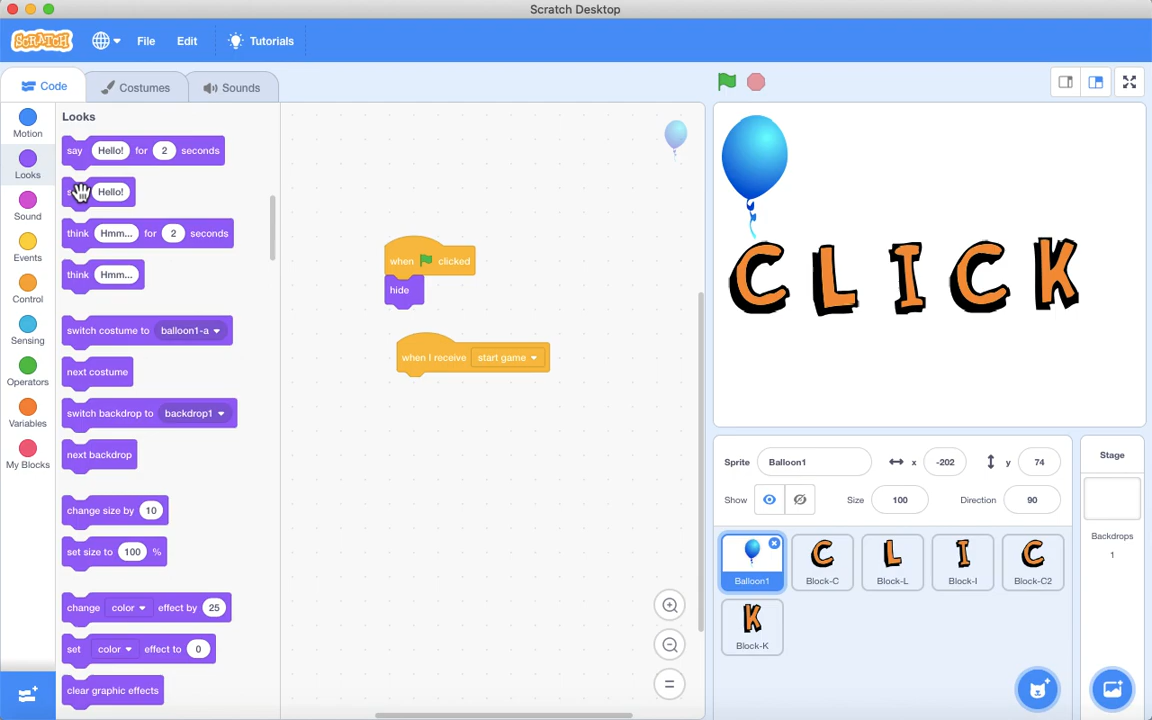 Scratch Desktop
SCRATCH File Edit Tutorials
Code Costumes Sounds
Motion
Looks
Sound
Events
Control
Sensing
Operators
Variables
My Blocks
Looks
say Hello! for 2 seconds
Hello!
think Hmm... for 2 seconds
think Hmm...
switch costume to balloon1-a
next costume
switch backdrop to backdrop1
next backdrop
change size by 10
set size to 100 %
change color effect by 25
set color effect to 0
clear graphic effects
when clicked
hide
when I receive start game
CLICK
Sprite Balloon1 x -202 y 74
Show Size 100 Direction 90
Balloon1 Block-C Block-L Block-I Block-C2
Block-K
Stage
Backdrops
1